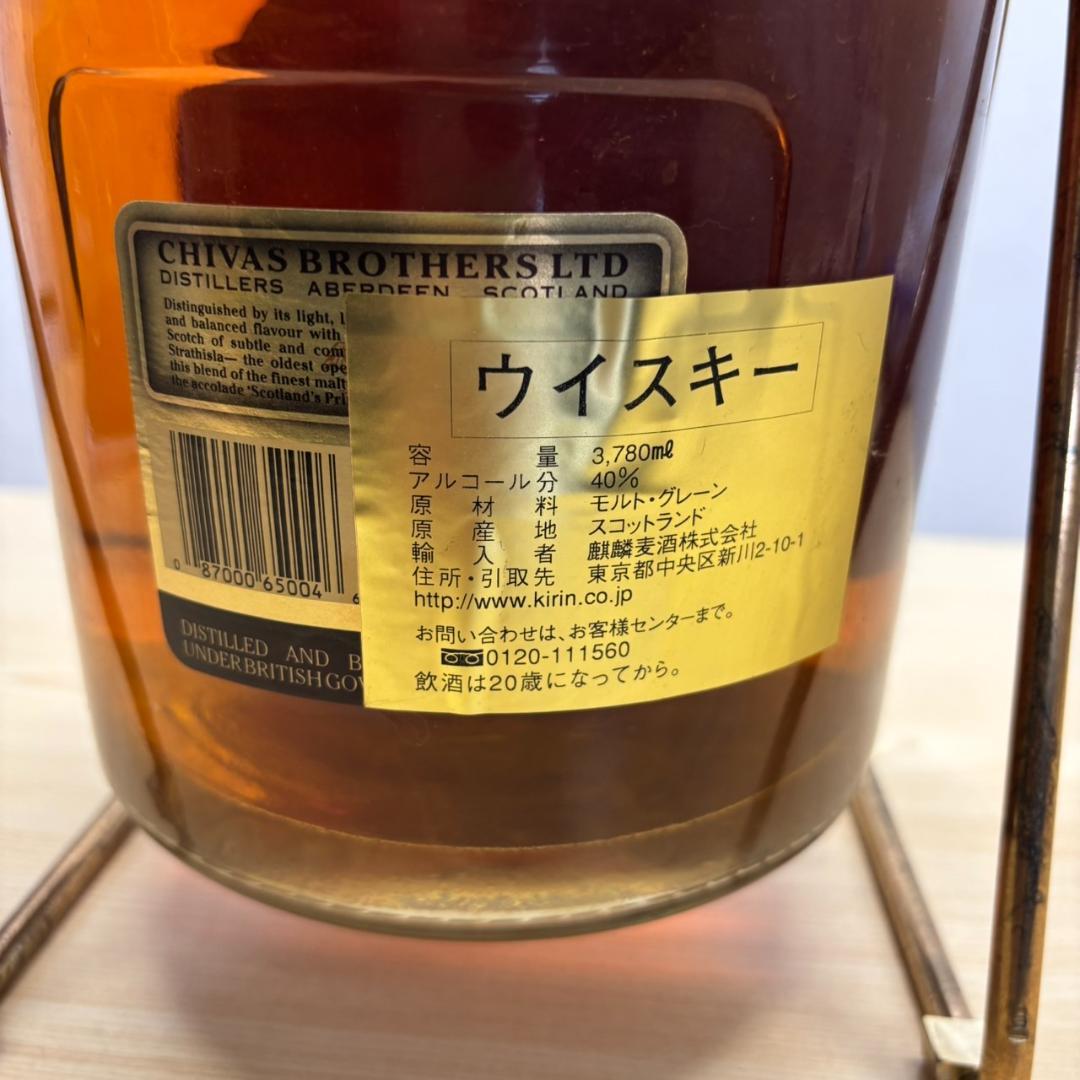 CHIVAS BROTHERS LTD
DISTILLERS ABERDEEN SCOTLAND
Distinguished by its light,
and balanced flavour with
Scotch of subtle and
Strathisla— the oldest
this blend of the finest malt
the accolade 'Scotland's
0 87000 65004 6
DISTILLED AND
UNDER BRITISH
ウイスキー
容量 3,780㎖
アルコール分 40%
原材料 モルト・グレーン
原産地 スコットランド
輸入者 麒麟麦酒株式会社
住所・引取先 東京都中央区新川2-10-1
http://www.kirin.co.jp
お問い合わせは、お客様センターまで。
0120-111560
飲酒は20歳になってから。